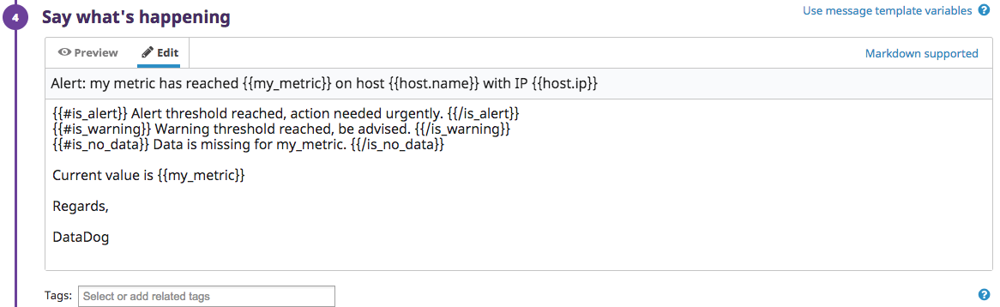 4 Say what's happening Use message template variables ?
Preview Edit Markdown supported
Alert: my metric has reached {{my_metric}} on host {{host.name}} with IP {{host.ip}}
{{#is_alert}} Alert threshold reached, action needed urgently. {{/is_alert}}
{{#is_warning}} Warning threshold reached, be advised. {{/is_warning}}
{{#is_no_data}} Data is missing for my_metric. {{/is_no_data}}
Current value is {{my_metric}}
Regards,
DataDog
Tags: Select or add related tags ?